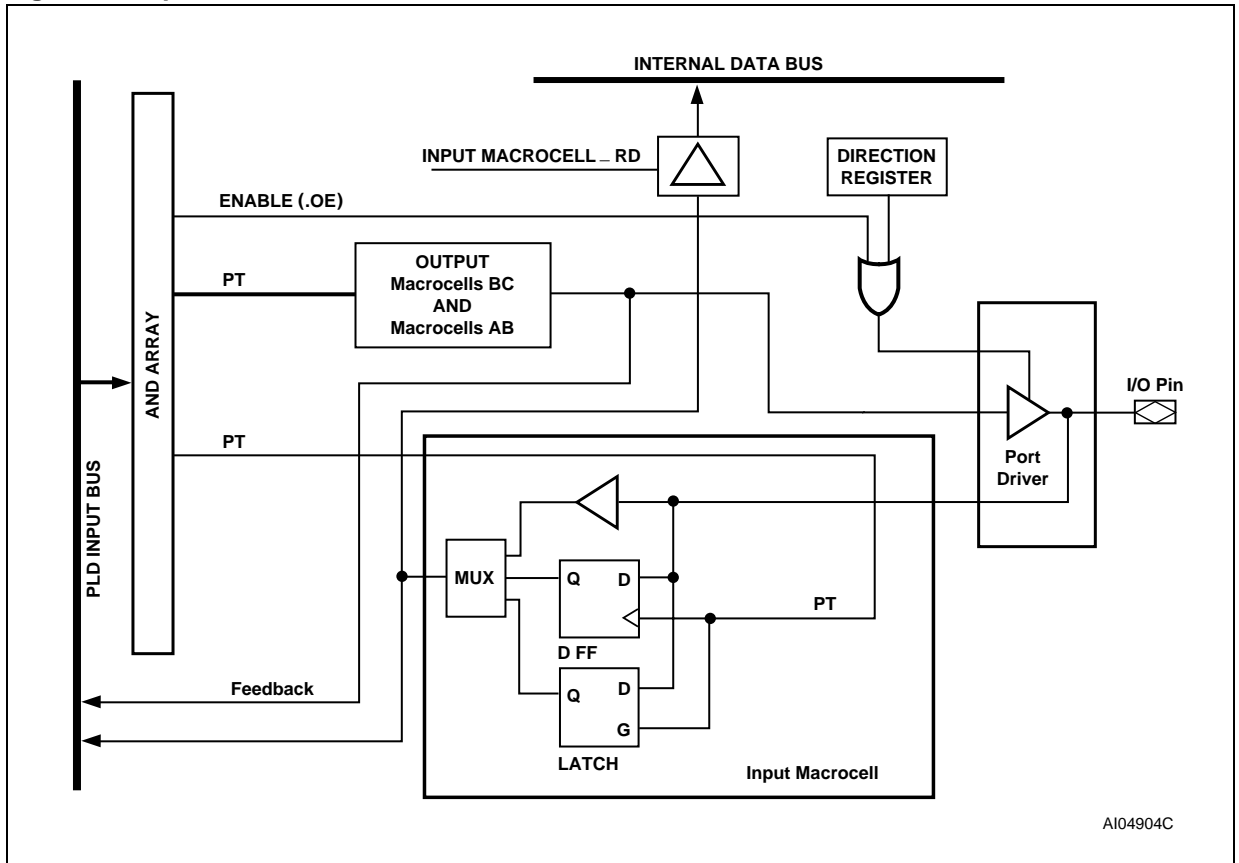 INTERNAL DATA BUS
INPUT MACROCELL _ RD
DIRECTION
REGISTER
ENABLE (.OE)
PT
OUTPUT
Macrocells BC
AND
Macrocells AB
AND ARRAY
PLD INPUT BUS
I/O Pin
Port
Driver
PT
MUX
Q D
PT
D FF
Q D
G
LATCH
Feedback
Input Macrocell
AI04904C